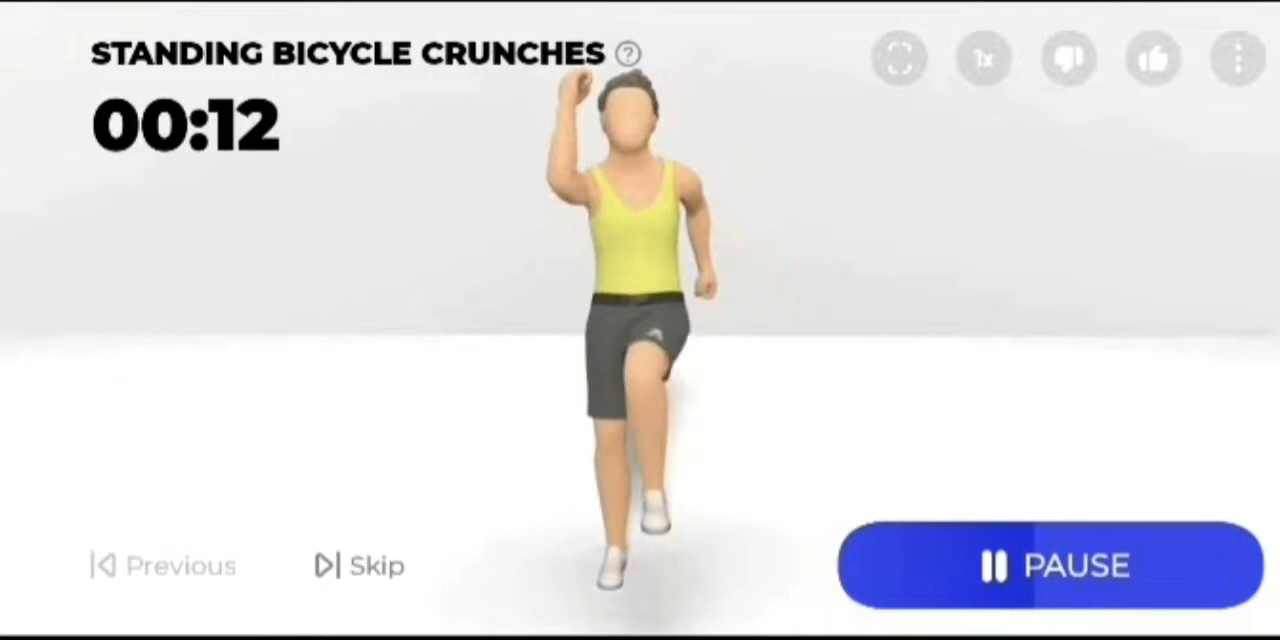 STANDING BICYCLE CRUNCHES ?
00:12
1x
Previous
Skip
PAUSE